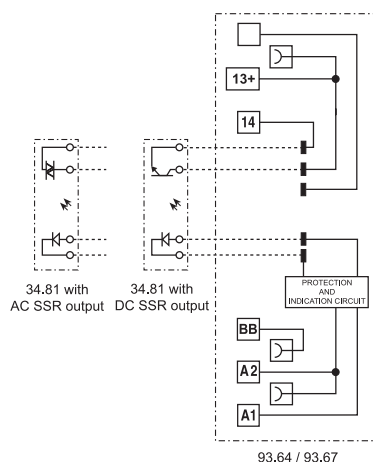 13+
14
34.81 with
AC SSR output
34.81 with
DC SSR output
PROTECTION
AND
INDICATION CIRCUIT
BB
A2
A1
93.64 / 93.67